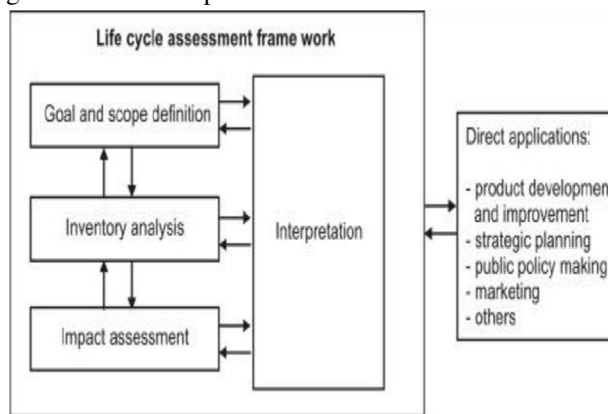 Life cycle assessment frame work
Goal and scope definition
Inventory analysis
Impact assessment
Interpretation
Direct applications:
- product development
and improvement
- strategic planning
- public policy making
- marketing
- others